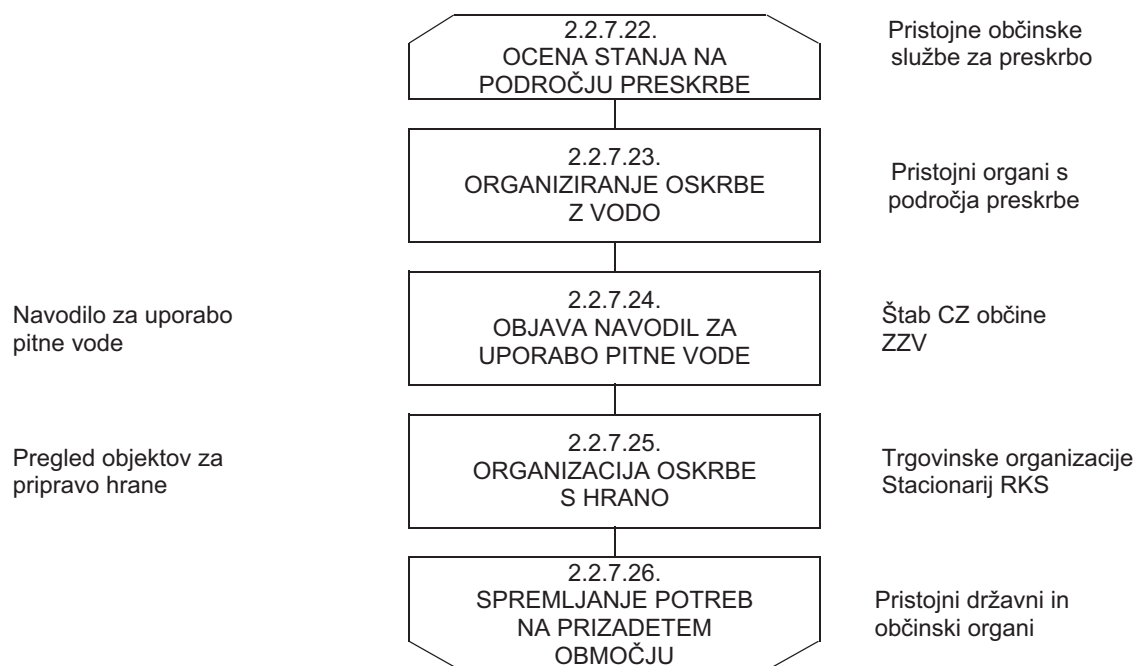 2.2.7.22.
OCENA STANJA NA
PODROČJU PRESKRBE
Pristojne občinske
službe za preskrbo
2.2.7.23.
ORGANIZIRANJE OSKRBE
Z VODO
Pristojni organi s
področja preskrbe
Navodilo za uporabo
pitne vode
2.2.7.24.
OBJAVA NAVODIL ZA
UPORABO PITNE VODE
Štab CZ občine
ZZV
Pregled objektov za
pripravo hrane
2.2.7.25.
ORGANIZACIJA OSKRBE
S HRANO
Trgovinske organizacije
Stacionarij RKS
2.2.7.26.
SPREMLJANJE POTREB
NA PRIZADETEM
OBMOČJU
Pristojni državni in
občinski organi